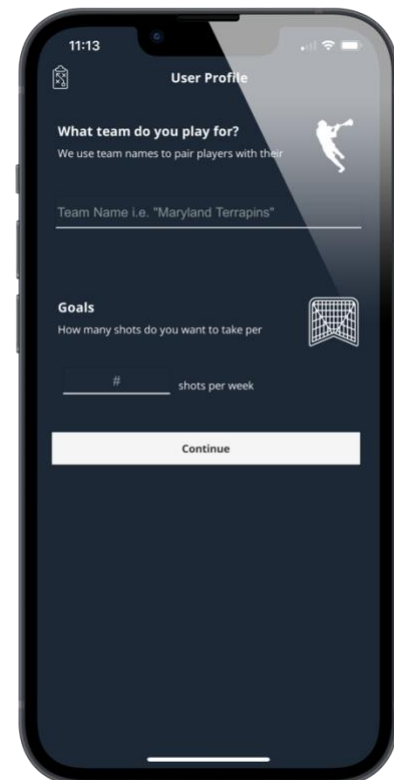 11:13
User Profile
What team do you play for?
We use team names to pair players with their
Team Name i.e. "Maryland Terrapins"
Goals
How many shots do you want to take per
# shots per week
Continue